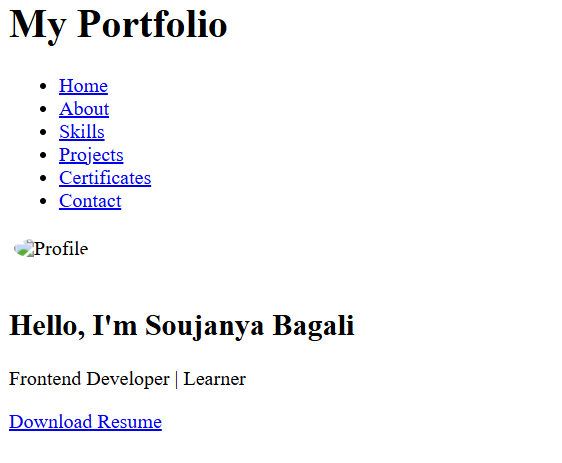 My Portfolio
Home
About
Skills
Projects
Certificates
Contact
Profile
Hello, I'm Soujanya Bagali
Frontend Developer | Learner
Download Resume